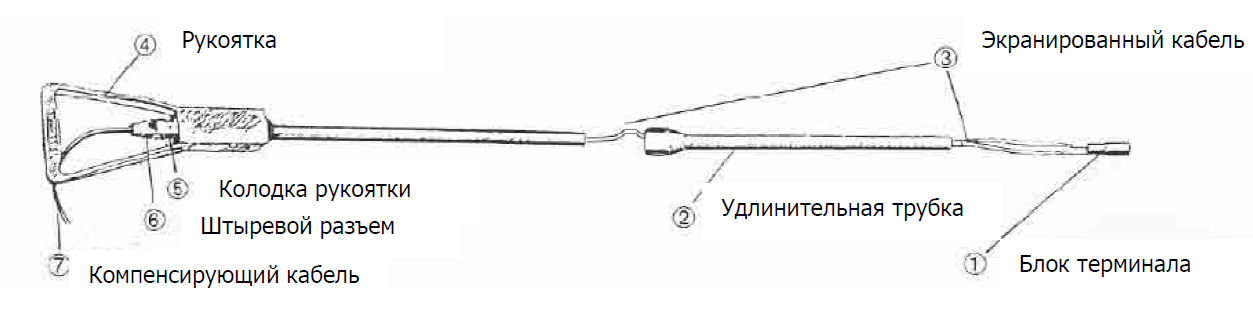 ④ Рукоятка
Экранированный кабель
③
⑤ Колодка рукоятки
⑥ Штыревой разъем
② Удлинительная трубка
⑦ Компенсирующий кабель
① Блок терминала